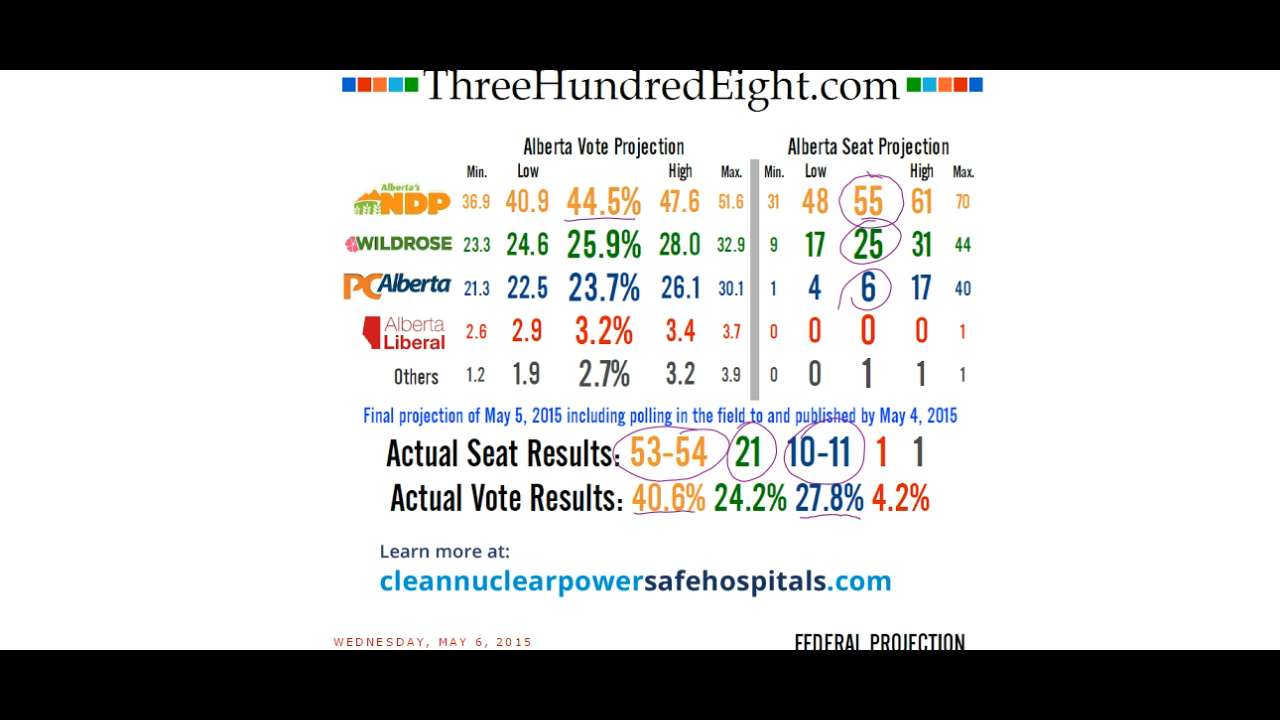 ThreeHundredEight.com
Alberta Vote Projection Alberta Seat Projection
Min. Low High Max. Min. Low High Max.
Alberta's NDP 36.9 40.9 44.5% 47.6 51.6 31 48 55 61 70
WILDROSE 23.3 24.6 25.9% 28.0 32.9 9 17 25 31 44
PCAlberta 21.3 22.5 23.7% 26.1 30.1 1 4 6 17 40
Alberta Liberal 2.6 2.9 3.2% 3.4 3.7 0 0 0 0 1
Others 1.2 1.9 2.7% 3.2 3.9 0 0 1 1 1
Final projection of May 5, 2015 including polling in the field to and published by May 4, 2015
Actual Seat Results: 53-54 21 10-11 1 1
Actual Vote Results: 40.6% 24.2% 27.8% 4.2%
Learn more at:
cleannuclearpowersafehospitals.com
WEDNESDAY, MAY 6, 2015 FEDERAL PROJECTION